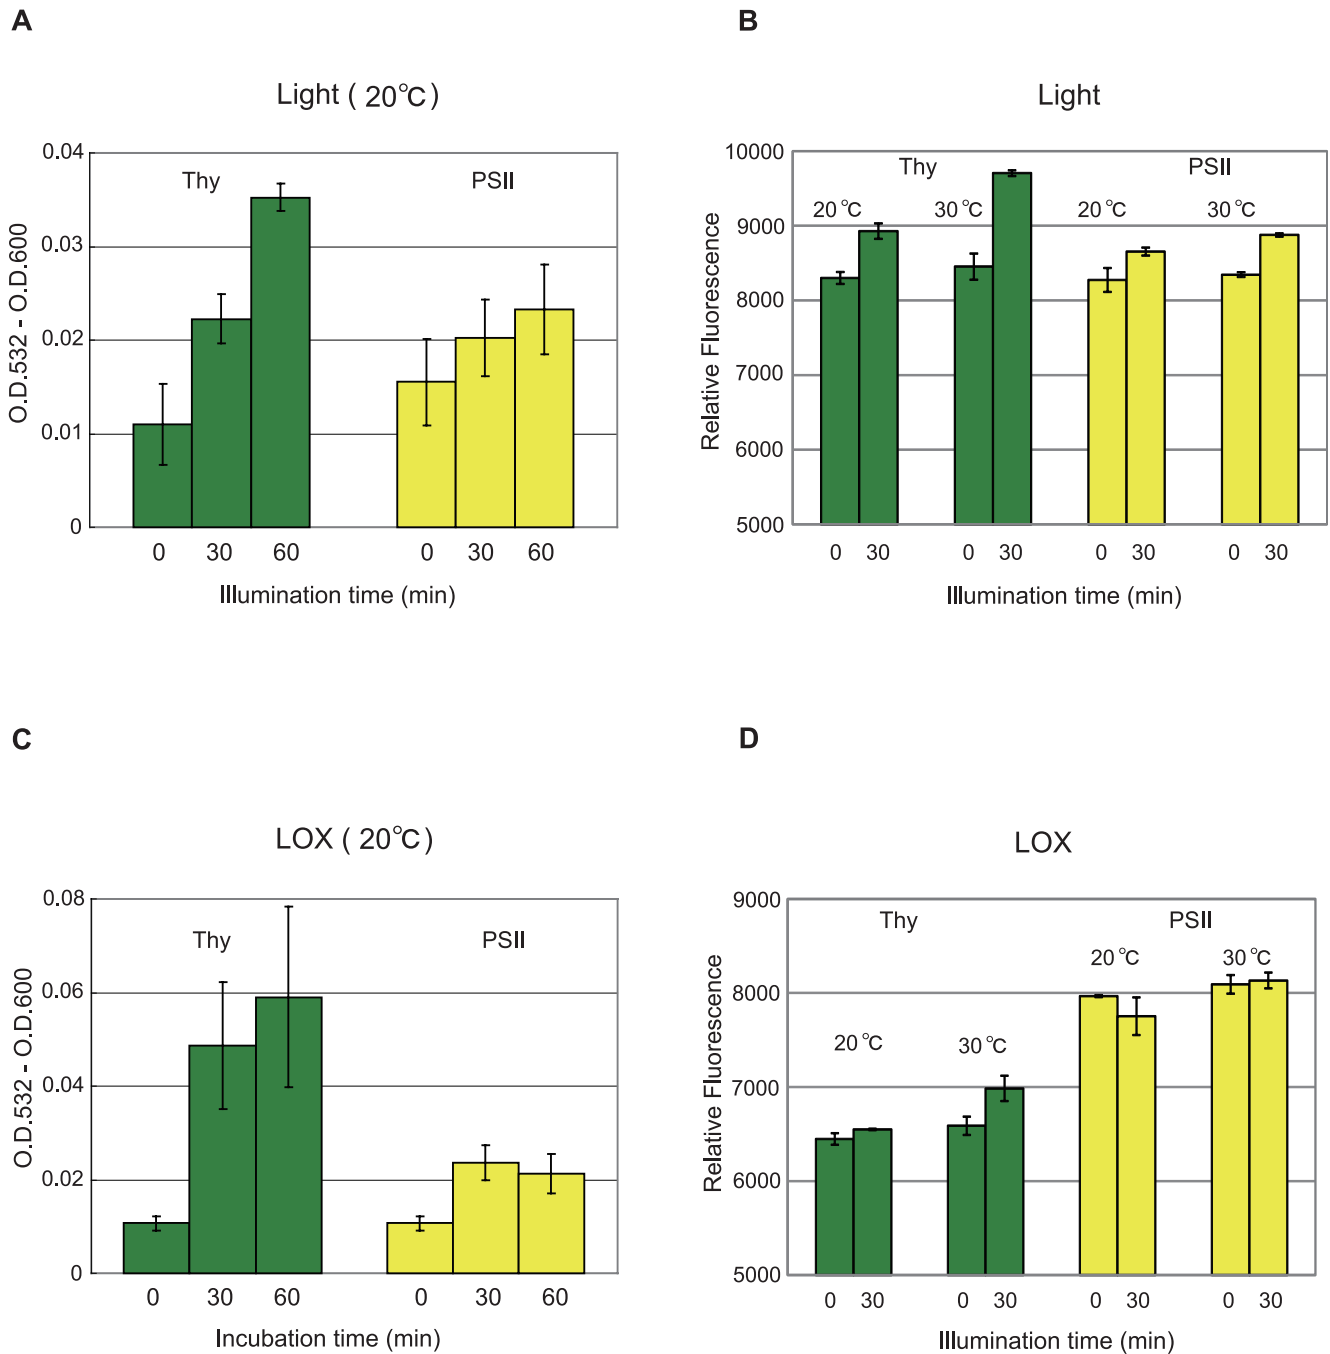 A
Light ( 20°C )
0.04
0.03
0.02
0.01
0
O.D.532 - O.D.600
Thy
PSII
0 30 60 0 30 60
Illumination time (min)
B
Light
10000
9000
8000
7000
6000
5000
Relative Fluorescence
Thy PSII
20 °C 30 °C 20 °C 30 °C
0 30 0 30 0 30 0 30
Illumination time (min)
C
LOX ( 20°C )
0.08
0.06
0.04
0.02
0
O.D.532 - O.D.600
Thy
PSII
0 30 60 0 30 60
Incubation time (min)
D
LOX
9000
8000
7000
6000
5000
Relative Fluorescence
Thy PSII
20 °C 30 °C 20 °C 30 °C
0 30 0 30 0 30 0 30
Illumination time (min)